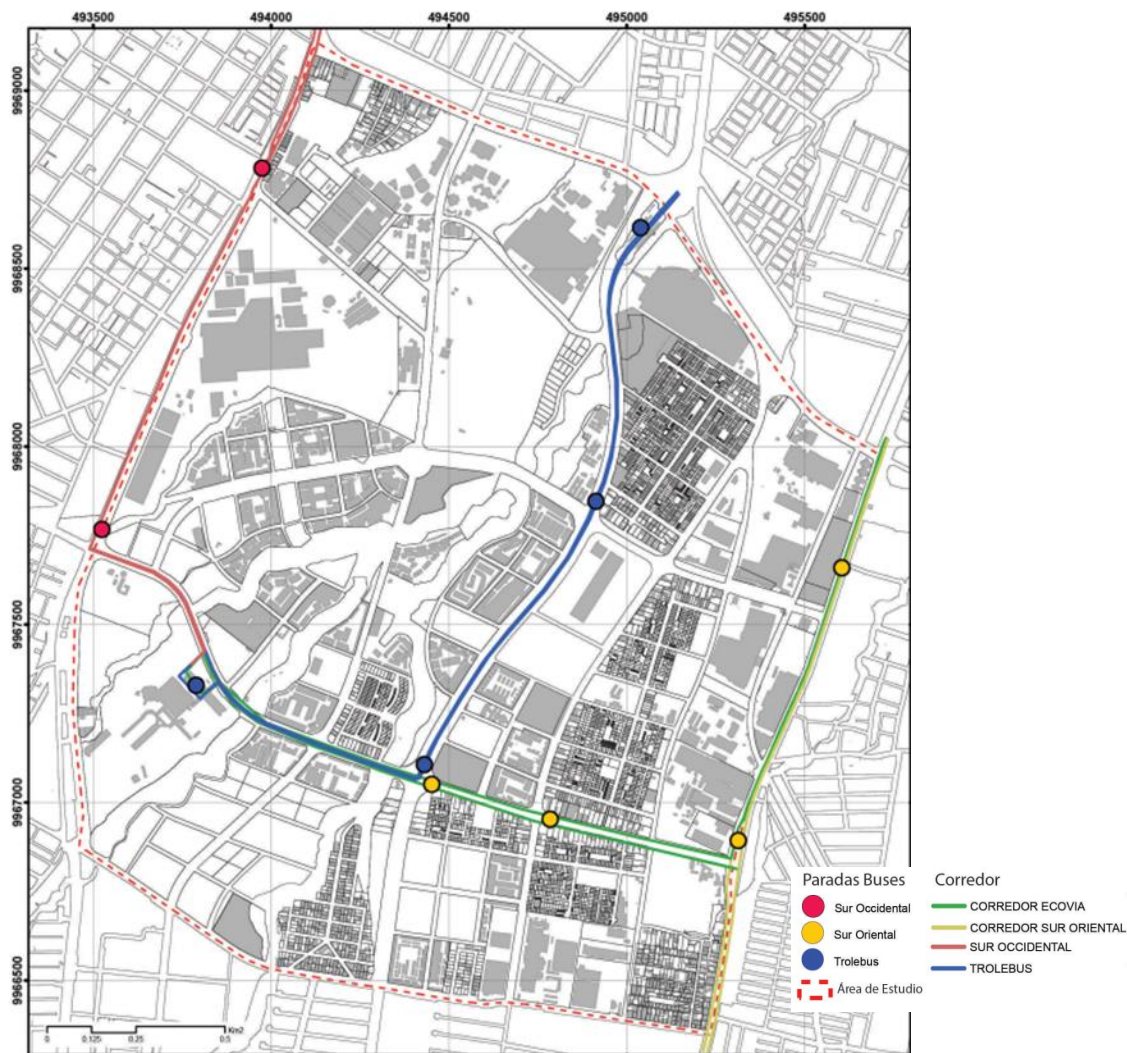 493500 494000 494500 495000 495500
9969000
9968500
9968000
9967500
9967000
9966500
0 0.125 0.25 0.5
Km2
Paradas Buses
Sur Occidental
Sur Oriental
Trolebus
Área de Estudio
Corredor
CORREDOR ECOVIA
CORREDOR SUR ORIENTAL
SUR OCCIDENTAL
TROLEBUS